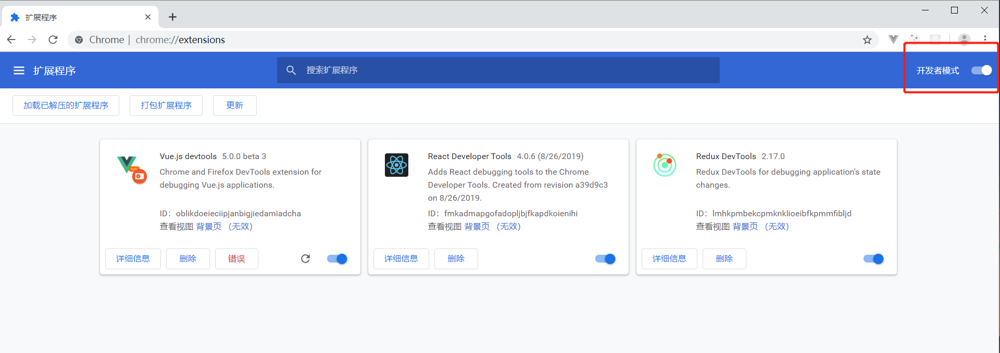 扩展程序
Chrome | chrome://extensions
扩展程序
搜索扩展程序
开发者模式
加载已解压的扩展程序
打包扩展程序
更新
Vue.js devtools 5.0.0 beta 3
Chrome and Firefox DevTools extension for
debugging Vue.js applications.
ID：oblikdoeieciipjanbigjiedamiadcha
查看视图 背景页 （无效）
详细信息
删除
错误
React Developer Tools 4.0.6 (8/26/2019)
Adds React debugging tools to the Chrome
Developer Tools. Created from revision a39d9c3
on 8/26/2019.
ID：fmkadmapgofadopljbjfkapdkoienihi
查看视图 背景页 （无效）
详细信息
删除
Redux DevTools 2.17.0
Redux DevTools for debugging application's state
changes.
ID：lmhkpmbekcpmknklioeibfkpmmfibljd
查看视图 背景页 （无效）
详细信息
删除